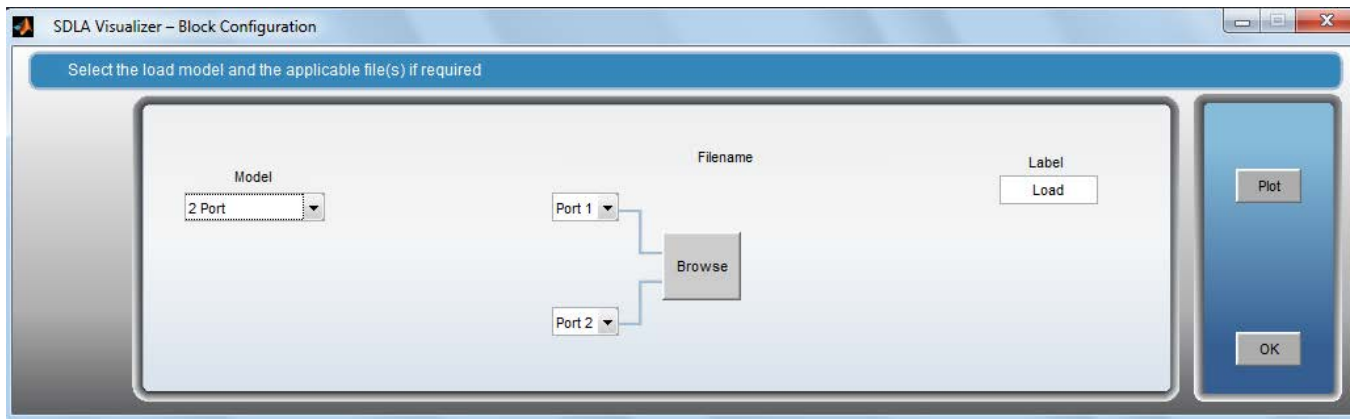 SDLA Visualizer – Block Configuration
Select the load model and the applicable file(s) if required
Filename
Label
Model
Load
Plot
2 Port
Port 1
Browse
Port 2
OK